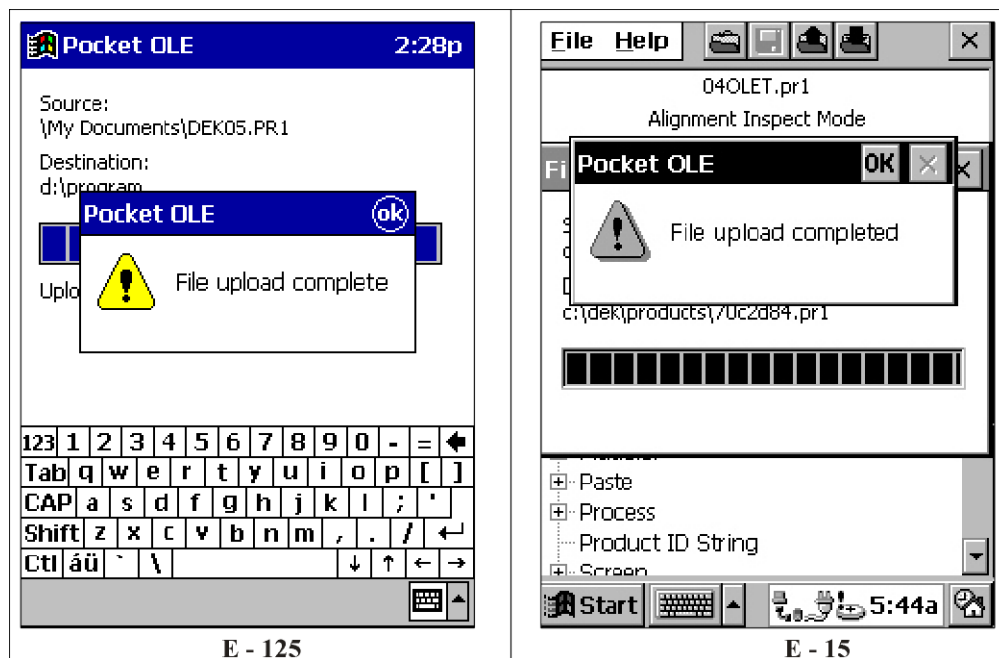 Pocket OLE 2:28p
Source:
\My Documents\DEK05.PR1
Destination:
d:\program
Pocket OLE ok
File upload complete
Uplo
123 1 2 3 4 5 6 7 8 9 0 - =
Tab q w e r t y u i o p [ ]
CAP a s d f g h j k l ; '
Shift z x c v b n m , . /
Ctl áü ` \ ↓ ↑ ← →
E - 125
File Help
04OLET.pr1
Alignment Inspect Mode
Fi
Pocket OLE OK
File upload completed
c:\dek\products\70c2d84.pr1
Paste
Process
Product ID String
Screen
Start 5:44a
E - 15